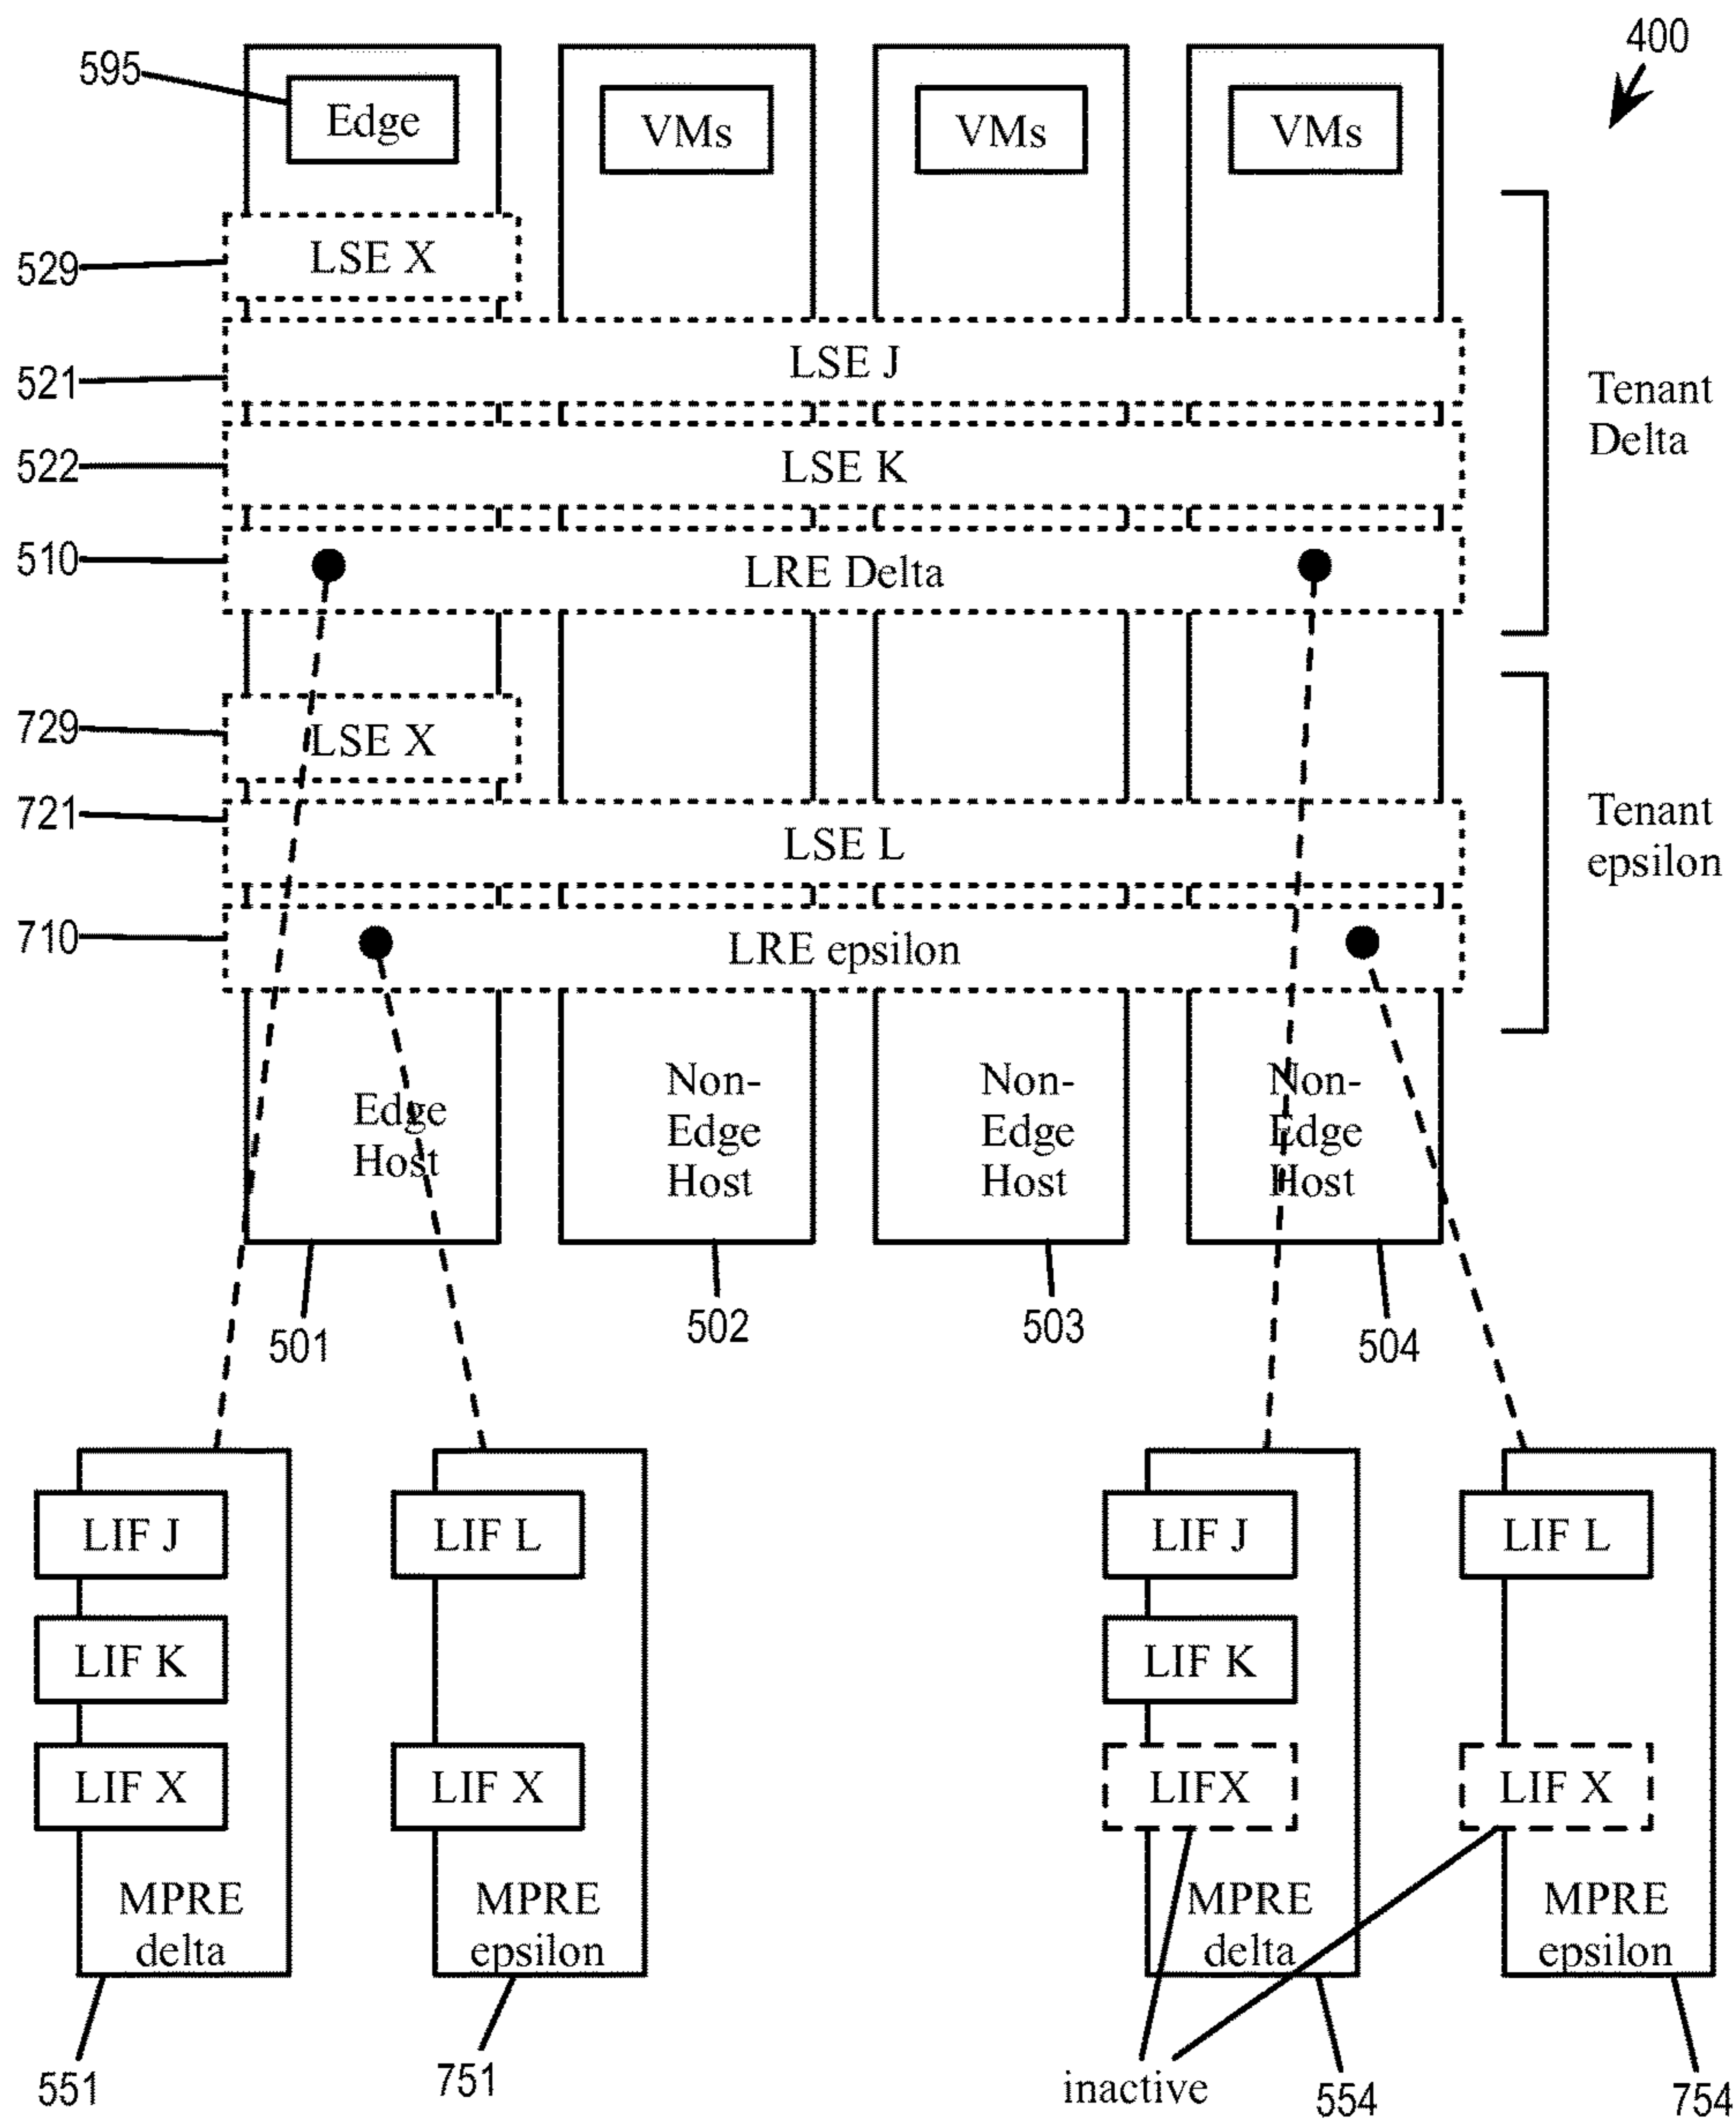 400
595
Edge
VMs
VMs
VMs
529
LSE X
521
LSE J
Tenant
Delta
522
LSE K
510
LRE Delta
729
LSE X
721
LSE L
Tenant
epsilon
710
LRE epsilon
Edge
Host
Non-
Edge
Host
Non-
Edge
Host
Non-
Edge
Host
501
502
503
504
LIF J
LIF K
LIF X
MPRE
delta
551
LIF L
LIF X
MPRE
epsilon
751
LIF J
LIF K
LIFX
MPRE
delta
inactive
554
LIF L
LIF X
MPRE
epsilon
754